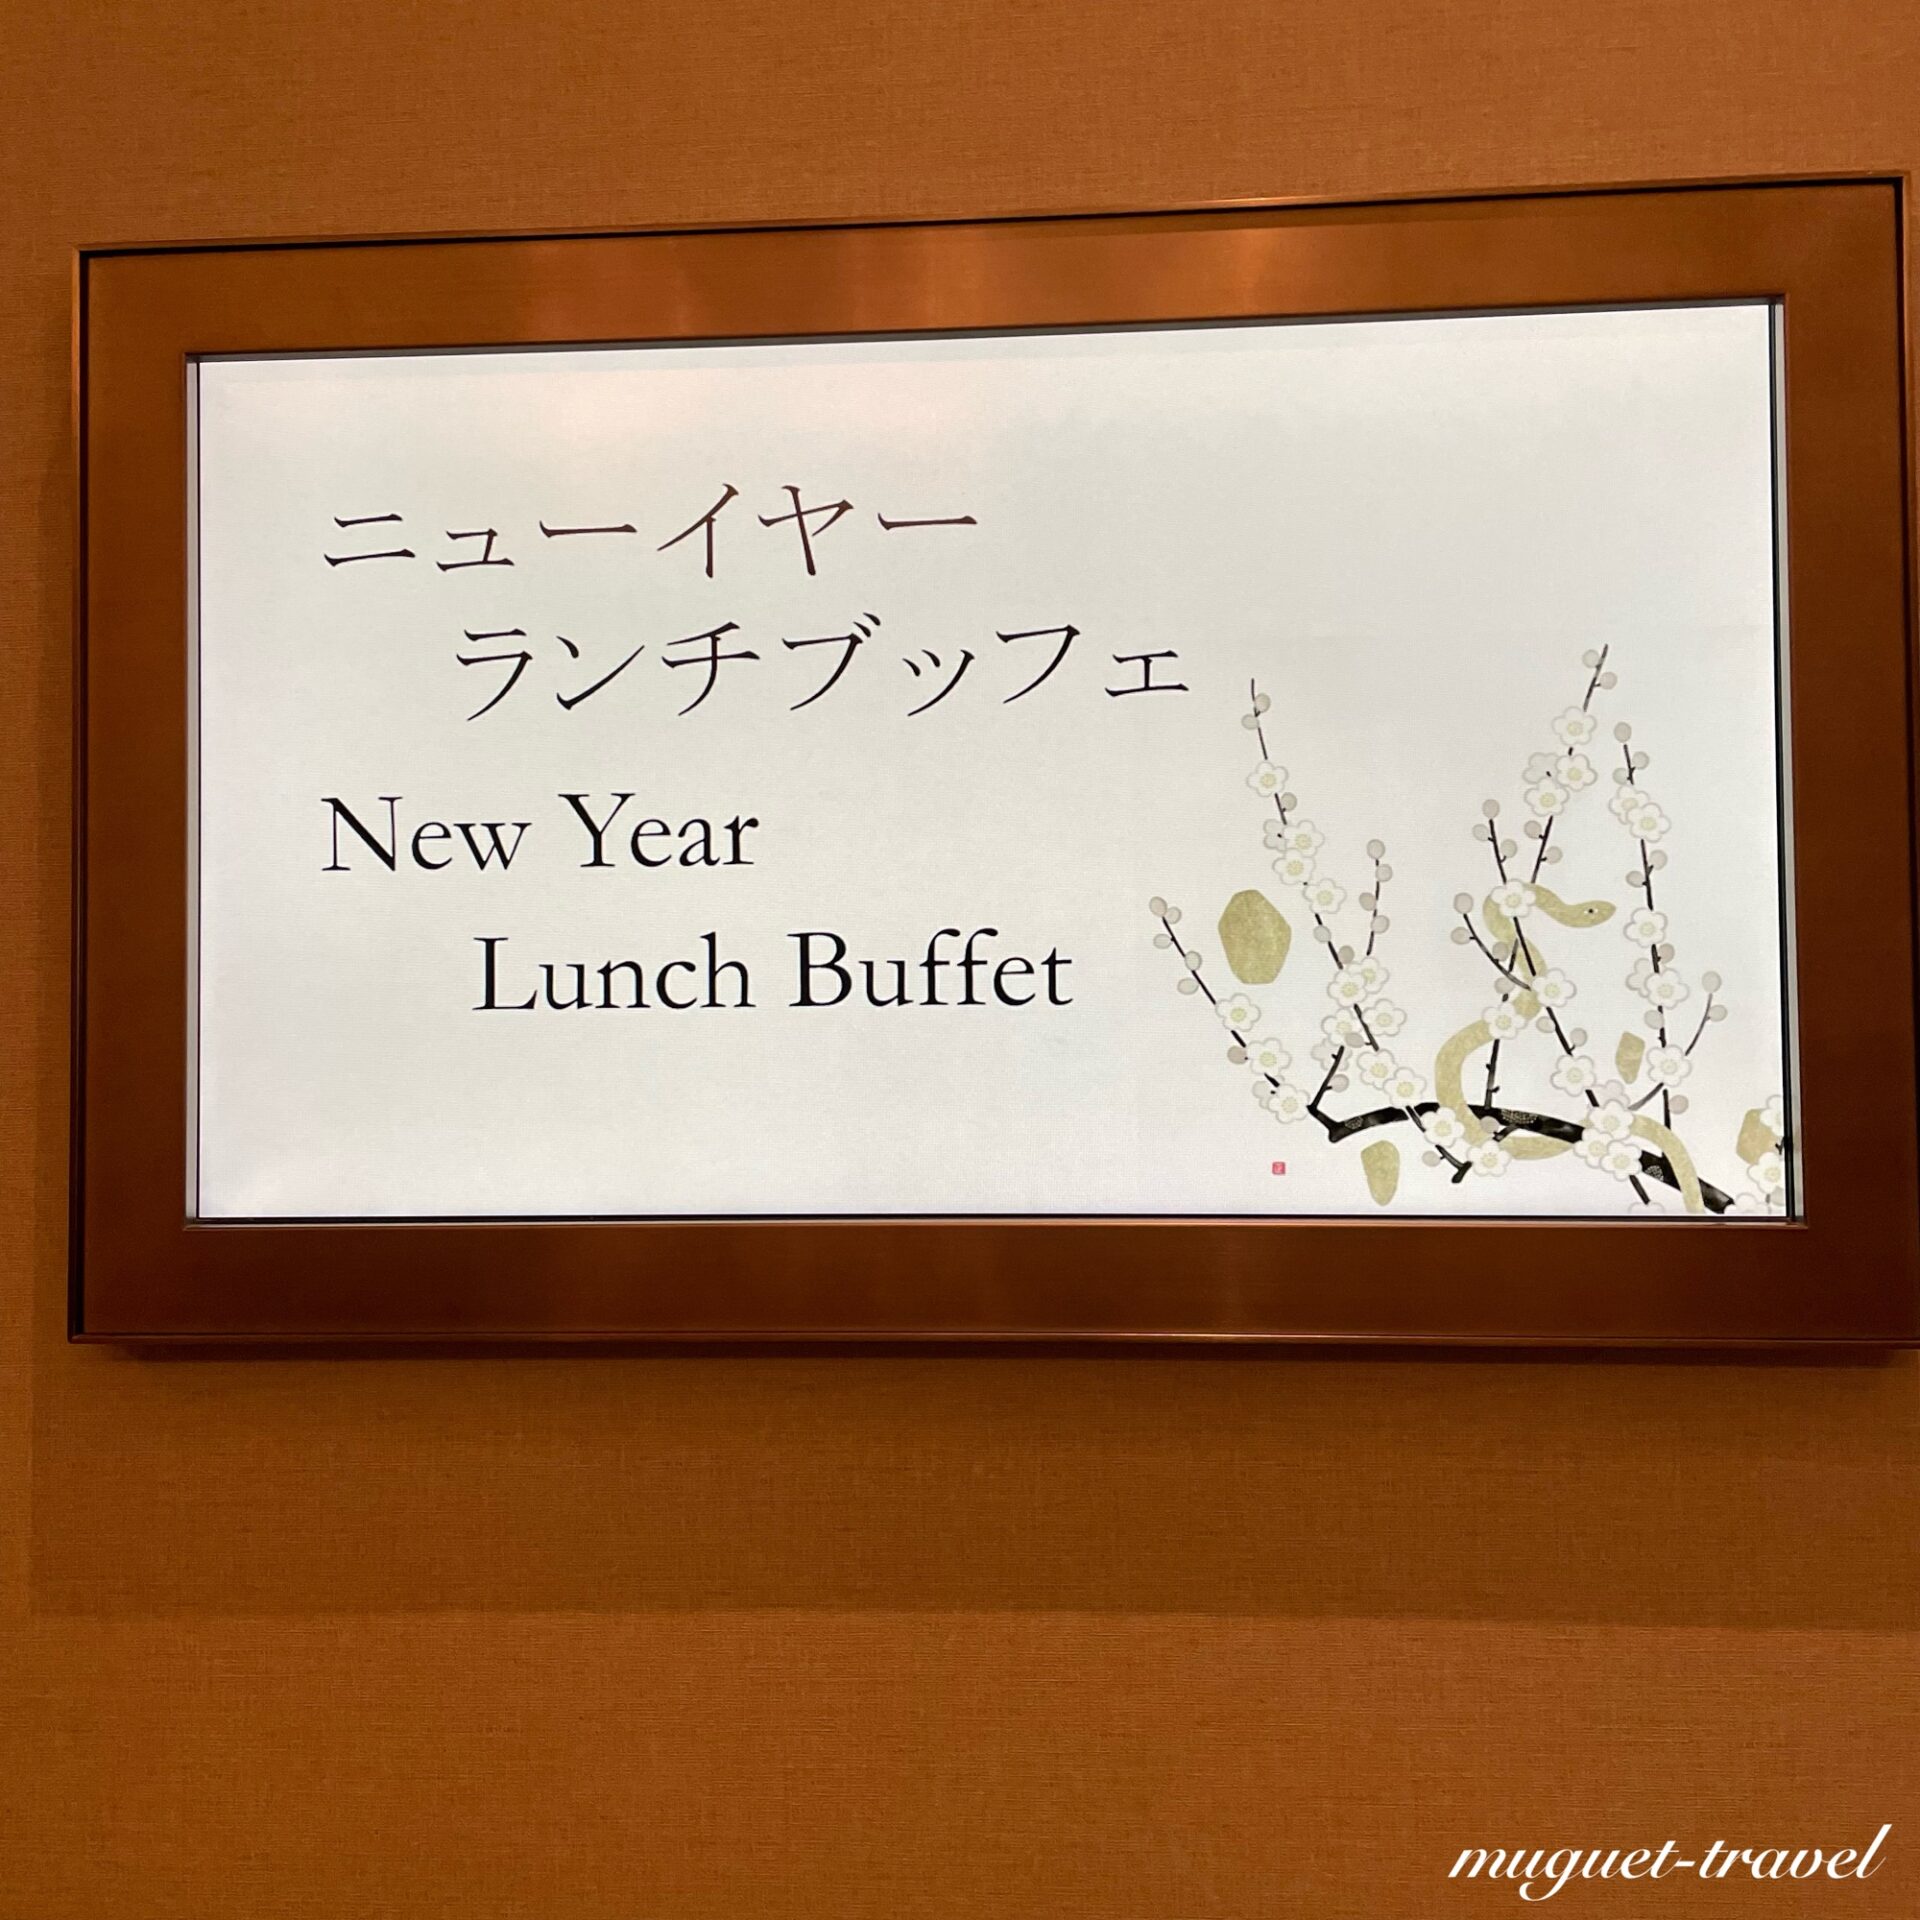 ニューイヤー
ランチブッフェ
New Year
Lunch Buffet
muguet-travel